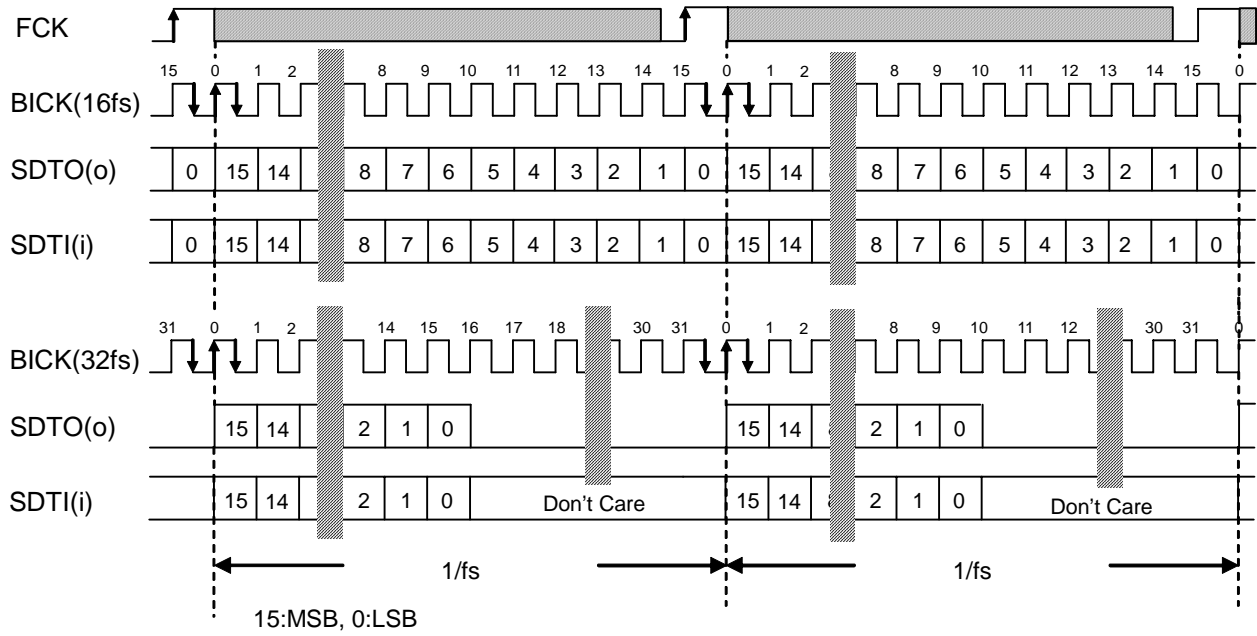 FCK
15 0 1 2 8 9 10 11 12 13 14 15 0 1 2 8 9 10 11 12 13 14 15 0
BICK(16fs)
SDTO(o) 0 15 14 8 7 6 5 4 3 2 1 0 15 14 8 7 6 5 4 3 2 1 0
SDTI(i) 0 15 14 8 7 6 5 4 3 2 1 0 15 14 8 7 6 5 4 3 2 1 0
31 0 1 2 14 15 16 17 18 30 31 0 1 2 8 9 10 11 12 30 31 0
BICK(32fs)
SDTO(o) 15 14 2 1 0 15 14 2 1 0
SDTI(i) 15 14 2 1 0 Don't Care 15 14 2 1 0 Don't Care
1/fs 1/fs
15:MSB, 0:LSB